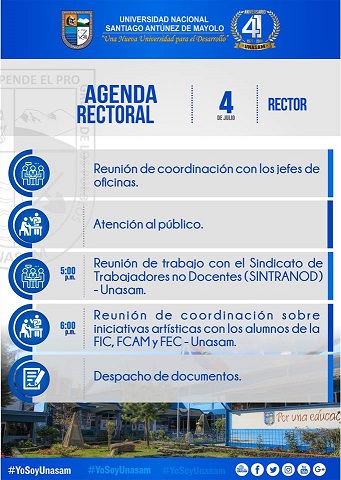 UNIVERSIDAD NACIONAL
SANTIAGO ANTÚNEZ DE MAYOLO
"Una Nueva Universidad para el Desarrollo"
ANIVERSARIO
41
UNASAM
AGENDA
RECTORAL
4
DE JULIO
RECTOR
Reunión de coordinación con los jefes de
oficinas.
Atención al público.
5:00
p.m.
Reunión de trabajo con el Sindicato de
Trabajadores no Docentes (SINTRANOD)
- Unasam.
6:00
p.m.
Reunión de coordinación sobre
iniciativas artísticas con los alumnos de la
FIC, FCAM y FEC - Unasam.
Despacho de documentos.
Por una educac
#YoSoyUnasam
#YoSoyUnasam
#YoSoyUnasam